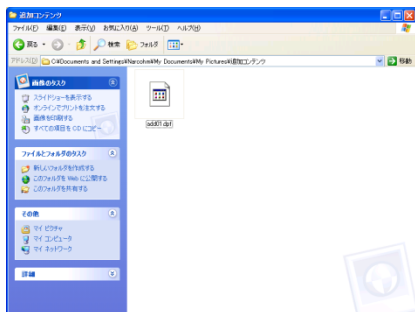 追加コンテンツ
ファイル(F) 編集(E) 表示(V) お気に入り(A) ツール(T) ヘルプ(H)
戻る 検索 フォルダ
アドレス(D) C:¥Documents and Settings¥Narcohn¥My Documents¥My Pictures¥追加コンテンツ 移動
画像のタスク
スライドショーを表示する
オンラインでプリントを注文する
画像を印刷する
すべての項目を CD にコピー
add01.dpf
ファイルとフォルダのタスク
新しいフォルダを作成する
このフォルダを Web に公開する
このフォルダを共有する
その他
マイ ピクチャ
マイ コンピュータ
マイ ネットワーク
詳細